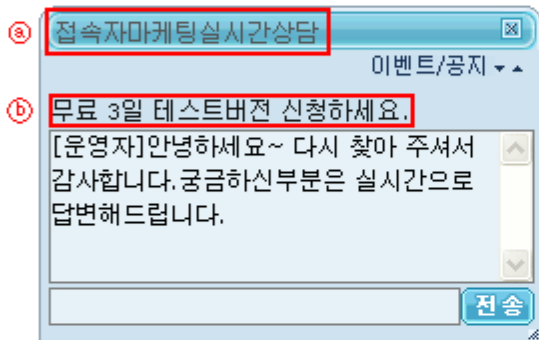 ⓐ 접속자마케팅실시간상담
이벤트/공지
ⓑ 무료 3일 테스트버전 신청하세요.
[운영자]안녕하세요~ 다시 찾아 주셔서
감사합니다.궁금하신부분은 실시간으로
답변해드립니다.
전송